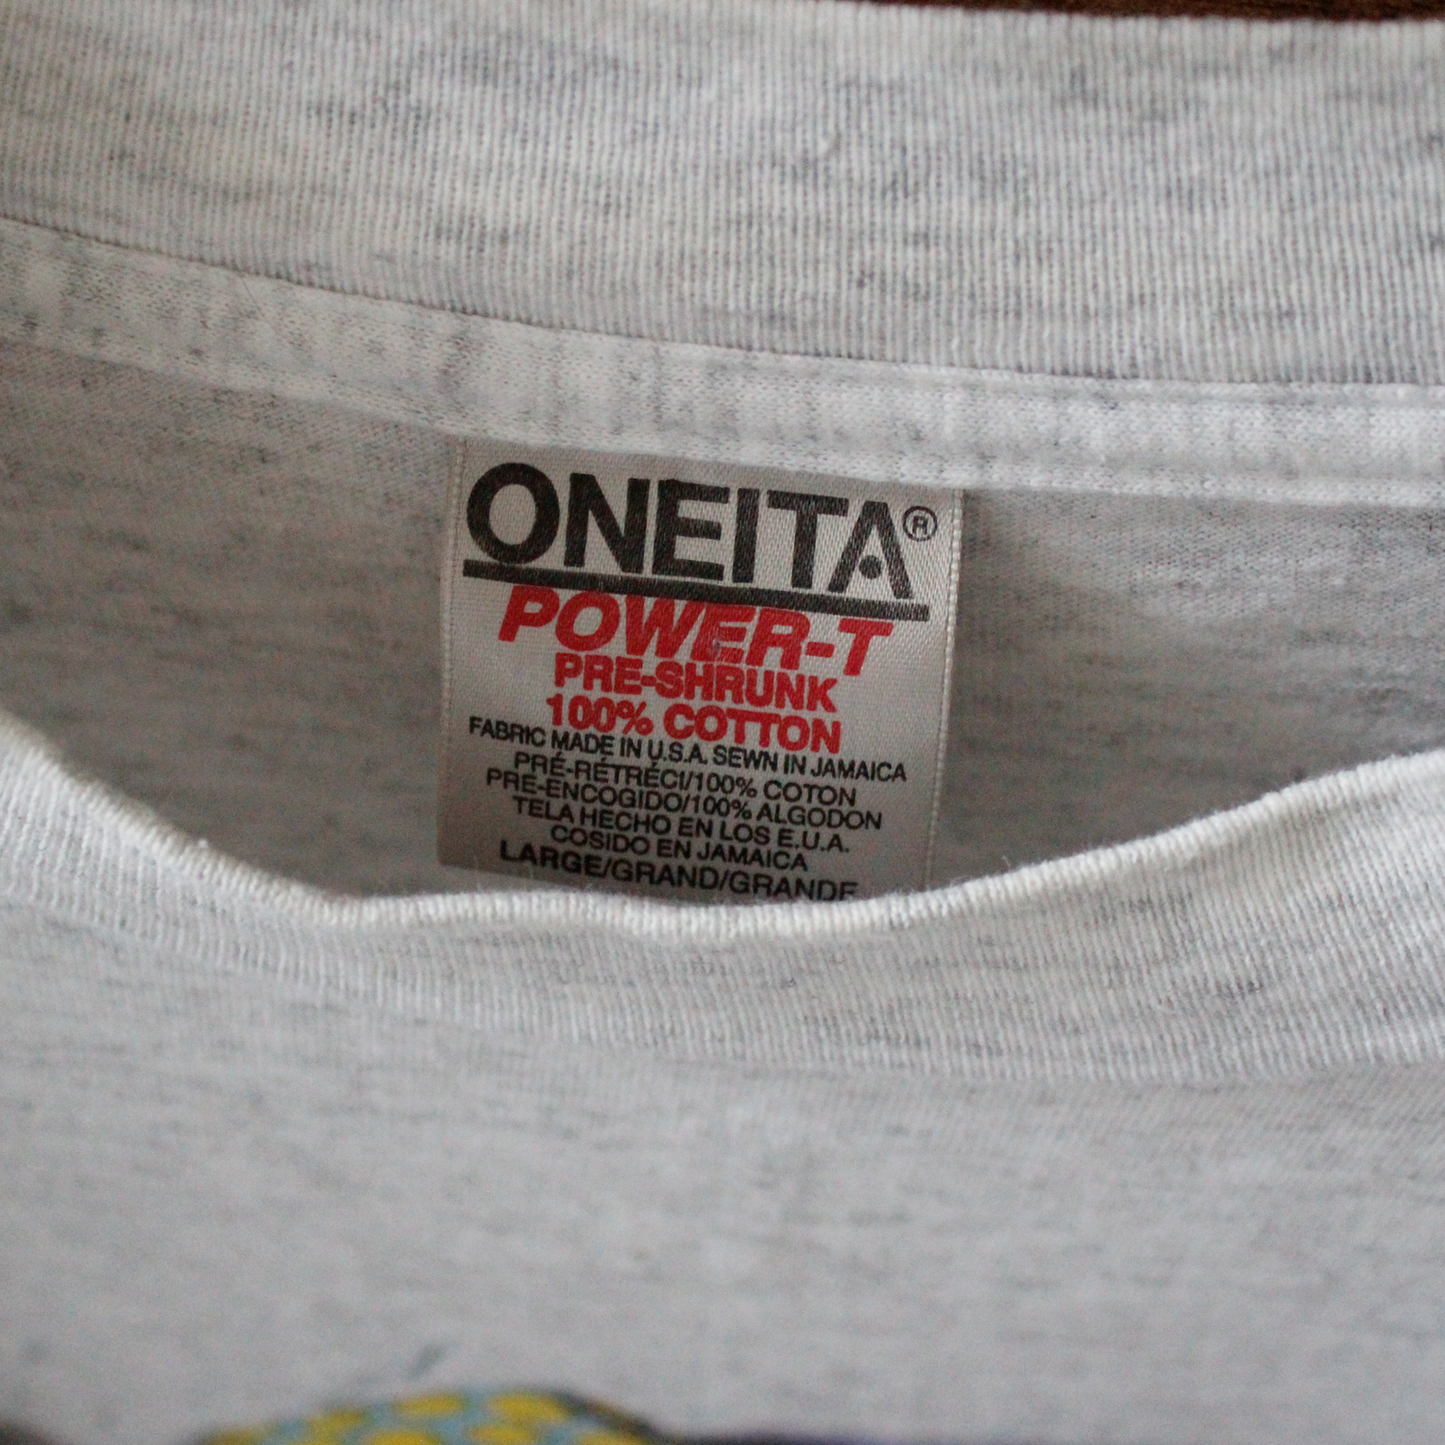 ONEITA®
POWER-T
PRE-SHRUNK
100% COTTON
FABRIC MADE IN U.S.A. SEWN IN JAMAICA
PRÉ-RÉTRÉCI/100% COTON
PRE-ENCOGIDO/100% ALGODON
TELA HECHO EN LOS E.U.A.
COSIDO EN JAMAICA
LARGE/GRAND/GRANDE